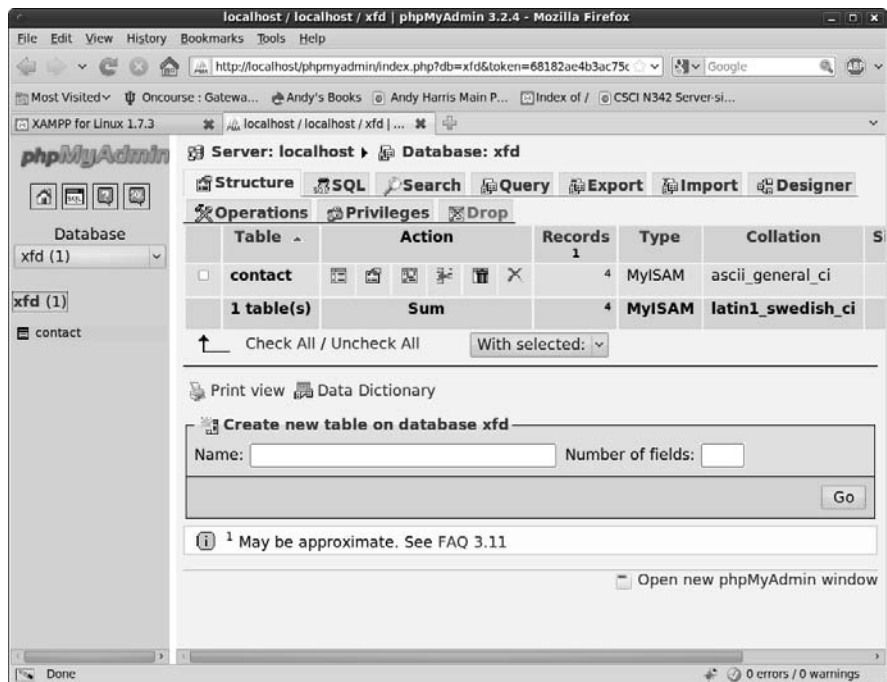 localhost / localhost / xfd | phpMyAdmin 3.2.4 - Mozilla Firefox
File Edit View History Bookmarks Tools Help
http://localhost/phpmyadmin/index.php?db=xfd&token=68182ae4b3ac75c
Google
ABP
Most Visited Oncourse : Gatewa... Andy's Books Andy Harris Main P... Index of / CSCI N342 Server-si...
XAMPP for Linux 1.7.3 localhost / localhost / xfd | ...
phpMyAdmin
Database
xfd (1)
xfd (1)
contact
Server: localhost Database: xfd
Structure SQL Search Query Export Import Designer
Operations Privileges Drop
Table Action Records 1 Type Collation Si
contact 4 MyISAM ascii_general_ci
1 table(s) Sum 4 MyISAM latin1_swedish_ci
Check All / Uncheck All With selected:
Print view Data Dictionary
Create new table on database xfd
Name: Number of fields:
Go
1 May be approximate. See FAQ 3.11
Open new phpMyAdmin window
Done
0 errors / 0 warnings